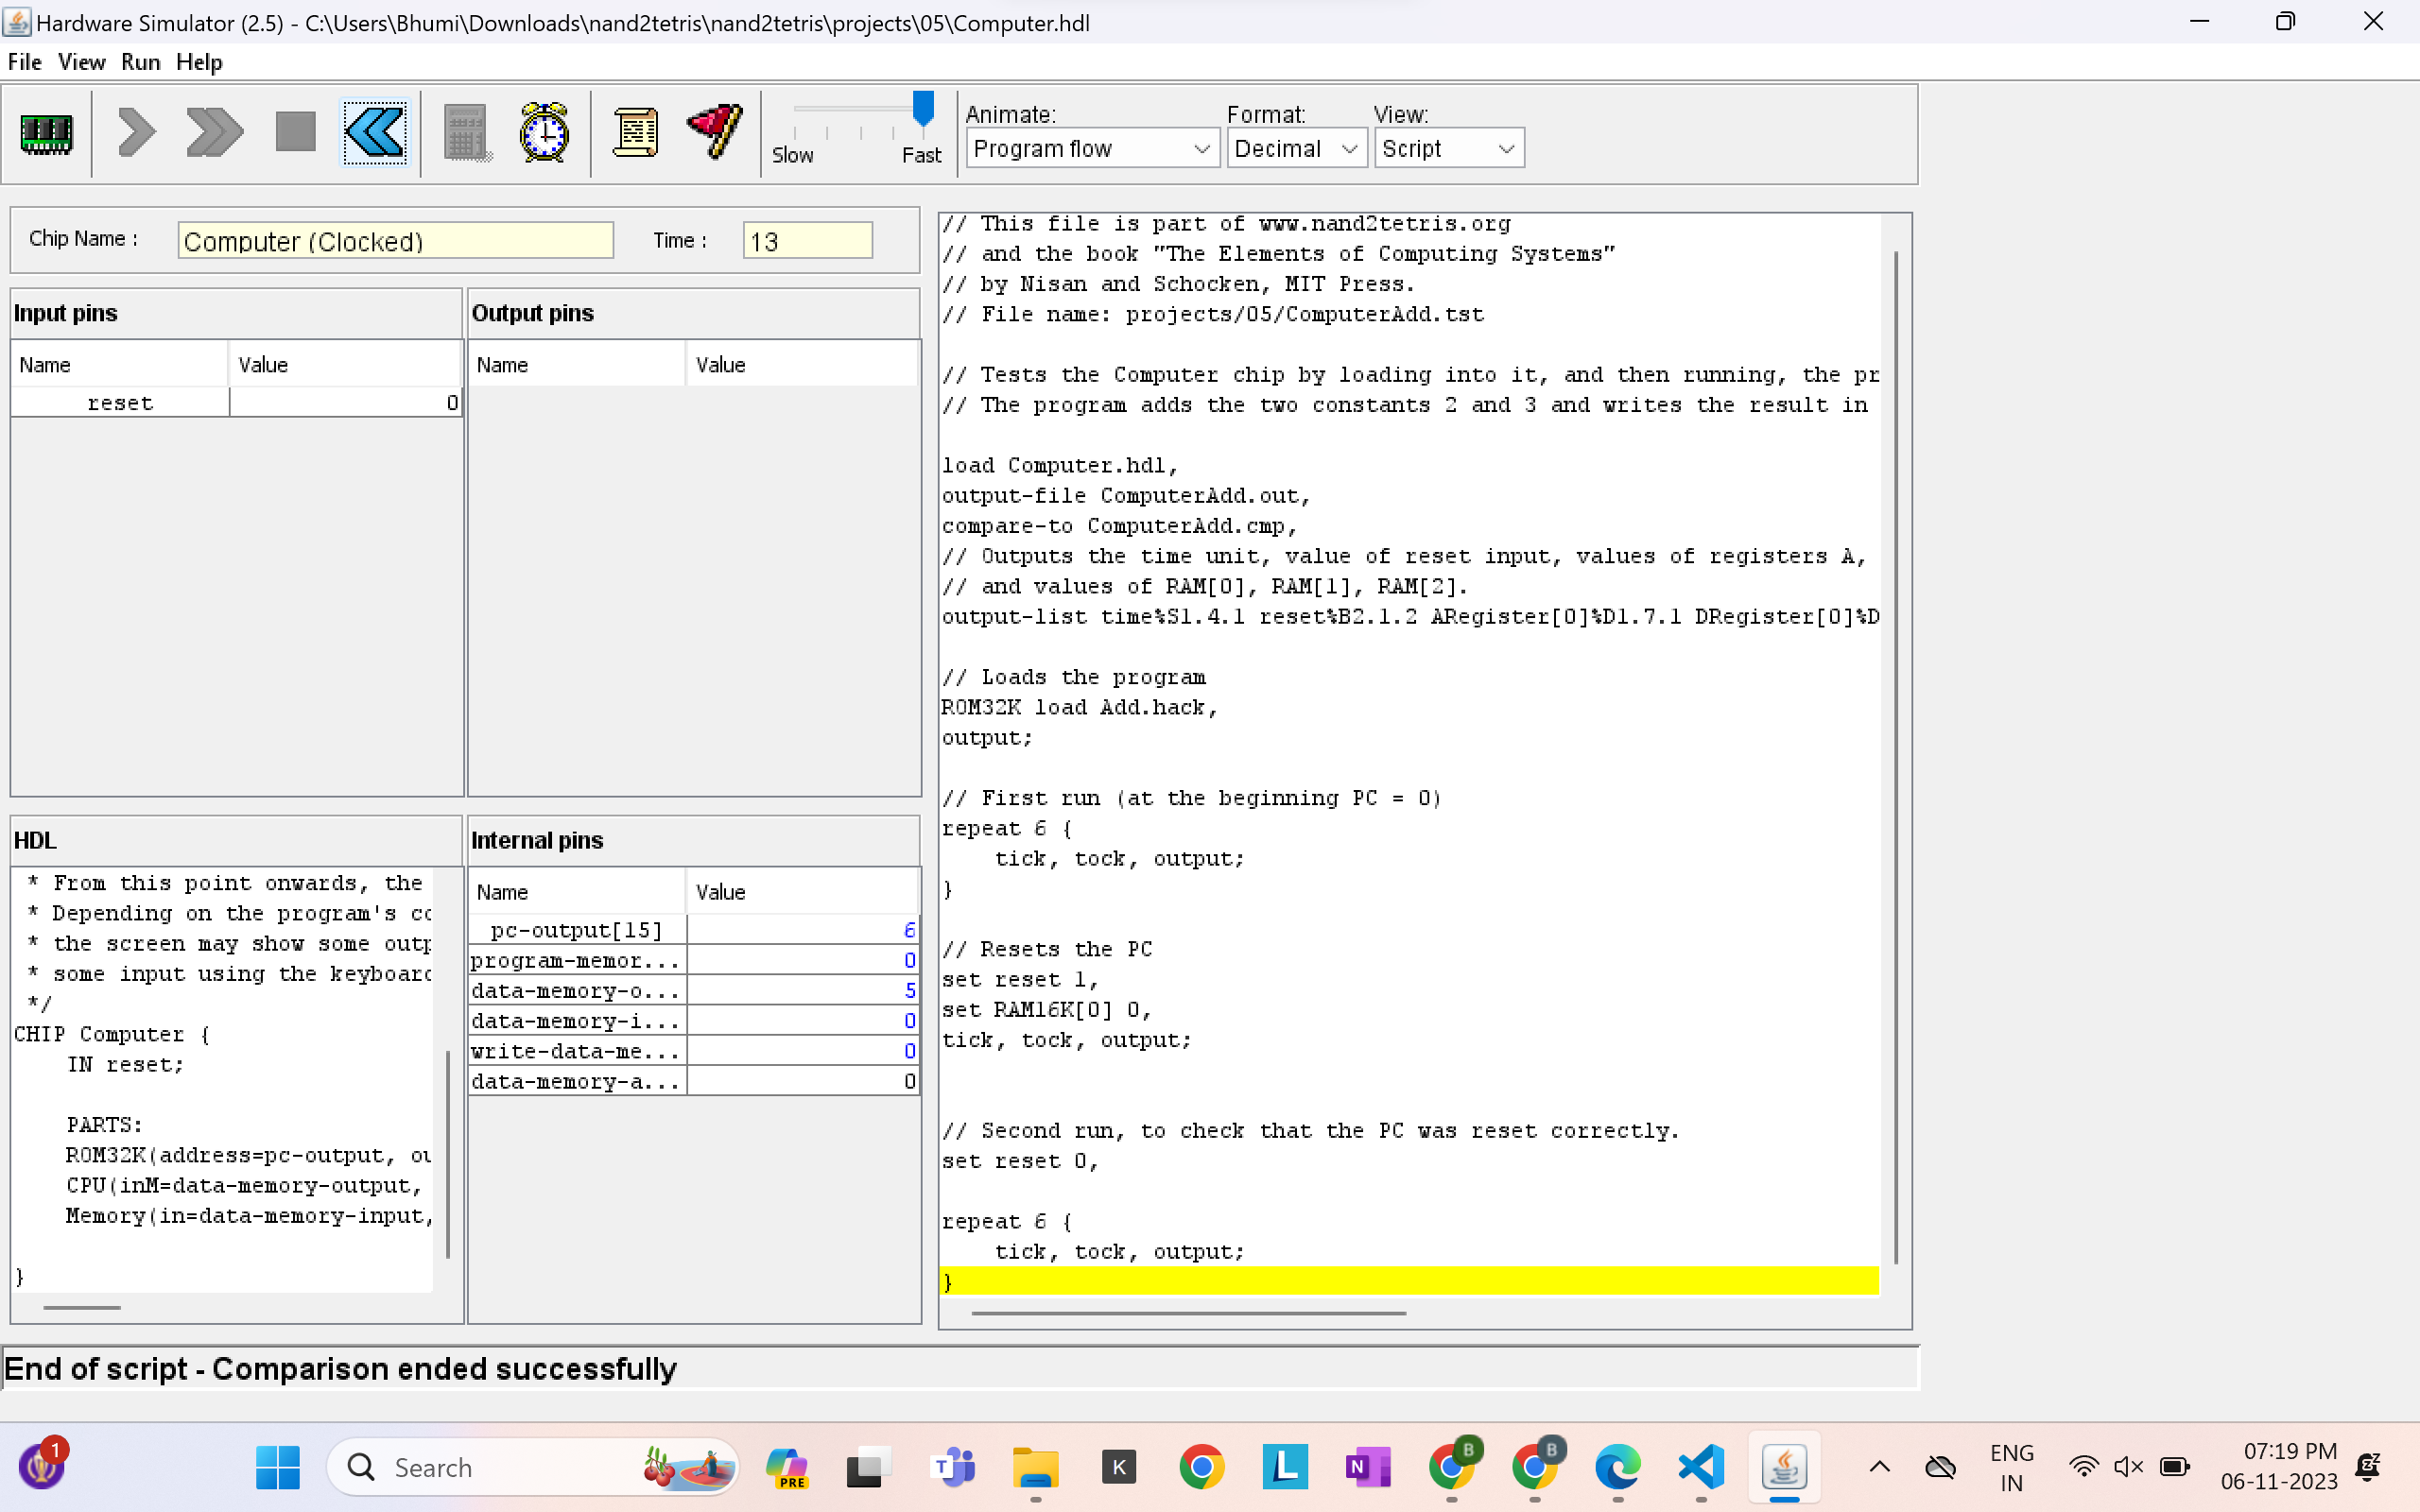 Hardware Simulator (2.5) - C:\Users\Bhumi\Downloads\nand2tetris\nand2tetris\projects\05\Computer.hdl
File View Run Help
Slow Fast
Animate: Format: View:
Program flow Decimal Script
Chip Name : Computer (Clocked) Time : 13
Input pins
Name Value
reset 0
Output pins
Name Value
HDL
* From this point onwards, the
* Depending on the program's co
* the screen may show some outp
* some input using the keyboard
*/
CHIP Computer {
IN reset;
PARTS:
ROM32K(address=pc-output, ou
CPU(inM=data-memory-output,
Memory(in=data-memory-input,
}
Internal pins
Name Value
pc-output[15] 6
program-memor... 0
data-memory-o... 5
data-memory-i... 0
write-data-me... 0
data-memory-a... 0
// This file is part of www.nand2tetris.org
// and the book "The Elements of Computing Systems"
// by Nisan and Schocken, MIT Press.
// File name: projects/05/ComputerAdd.tst
// Tests the Computer chip by loading into it, and then running, the pr
// The program adds the two constants 2 and 3 and writes the result in
load Computer.hdl,
output-file ComputerAdd.out,
compare-to ComputerAdd.cmp,
// Outputs the time unit, value of reset input, values of registers A,
// and values of RAM[0], RAM[1], RAM[2].
output-list time%S1.4.1 reset%B2.1.2 ARegister[0]%D1.7.1 DRegister[0]%D
// Loads the program
ROM32K load Add.hack,
output;
// First run (at the beginning PC = 0)
repeat 6 {
tick, tock, output;
}
// Resets the PC
set reset 1,
set RAM16K[0] 0,
tick, tock, output;
// Second run, to check that the PC was reset correctly.
set reset 0,
repeat 6 {
tick, tock, output;
}
End of script - Comparison ended successfully
1
Search
PRE
T
K
L
N
B
B
ENG
IN
07:19 PM
06-11-2023